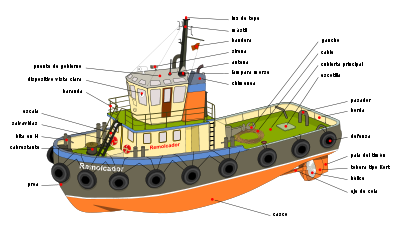 luz de tope
mástil
bandera
sirena
antena
lámpara morse
chimenea
puente de gobierno
dispositivo vista clara
baranda
gancho
cable
cubierta principal
escotilla
escala
salvavidas
bita en H
cabrestante
proa
pasador
borda
defensa
pala del timón
tobera tipo Kort
hélice
eje de cola
casco
Remolcador
Remolcador